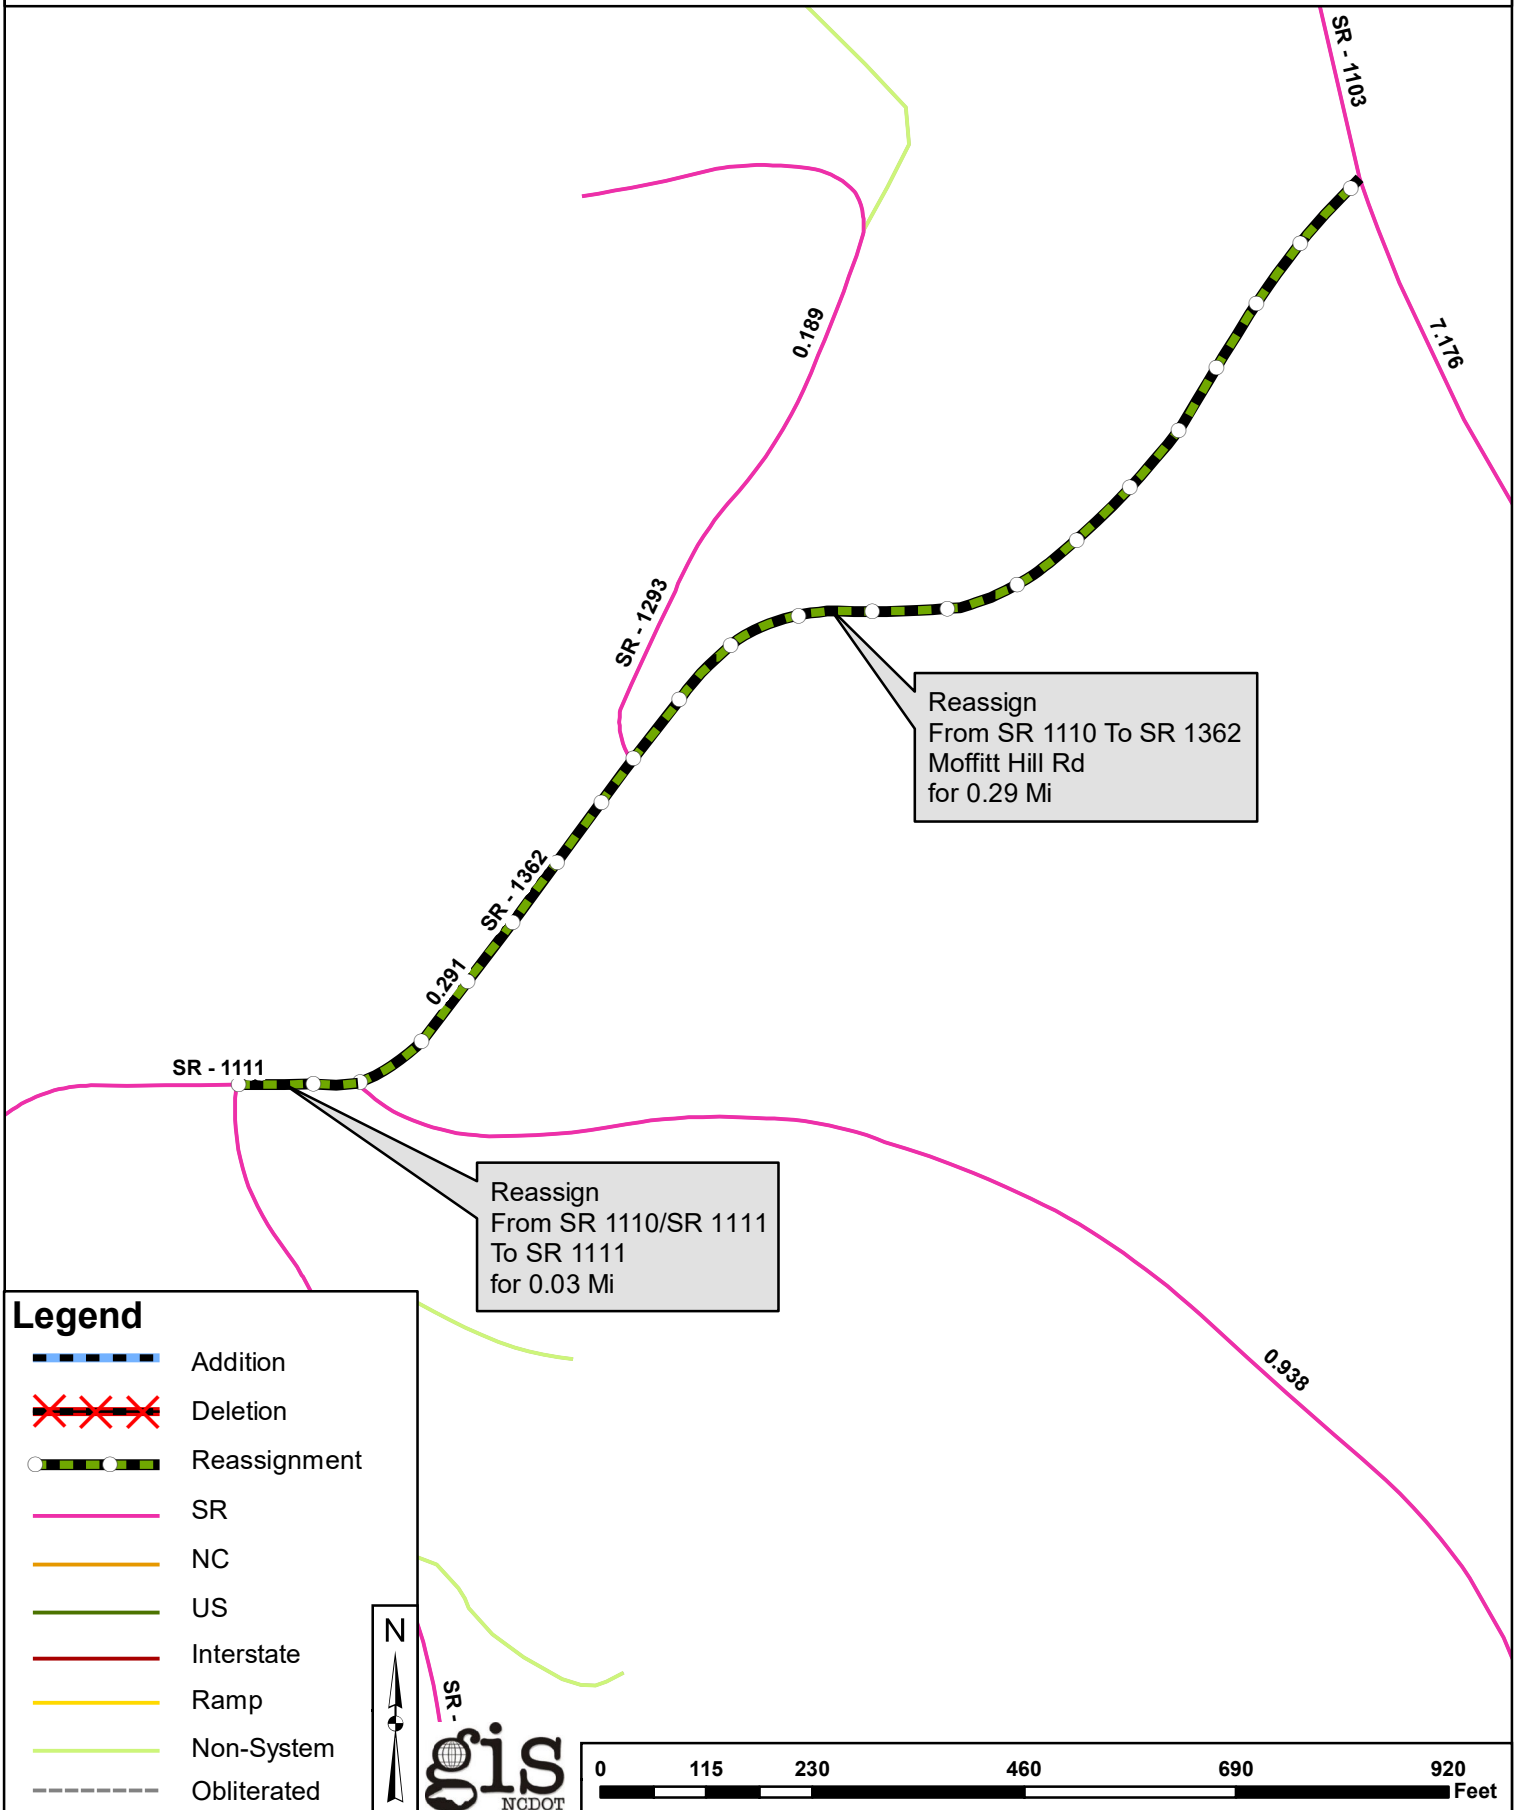 SR - 1103
0.189
7.176
SR - 1293
Reassign
From SR 1110 To SR 1362
Moffitt Hill Rd
for 0.29 Mi
SR - 1362
0.291
SR - 1111
Reassign
From SR 1110/SR 1111
To SR 1111
for 0.03 Mi
0.938
Legend
Addition
Deletion
Reassignment
SR
NC
US
Interstate
Ramp
Non-System
Obliterated
N
SR -
gis
NCDOT
0 115 230 460 690 920
Feet